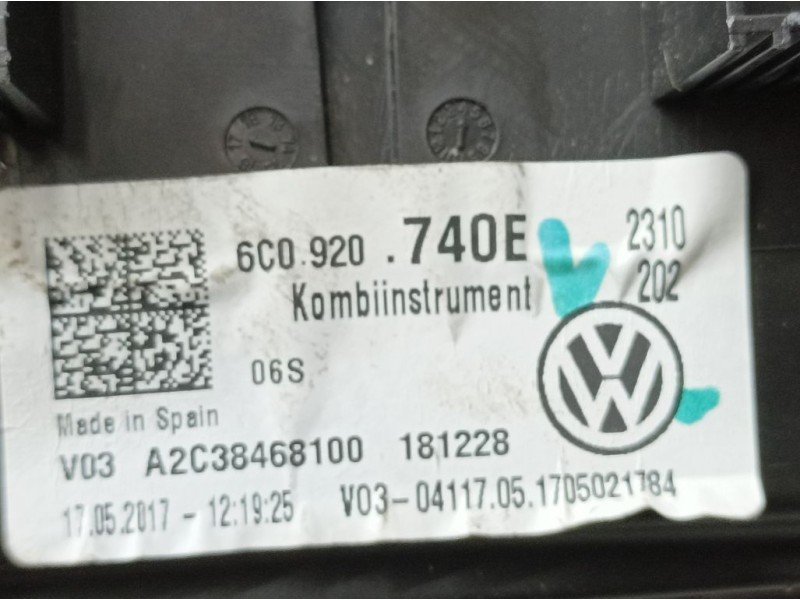 6C0.920 .740E 2310
Kombiinstrument 202
06S
Made in Spain
V03 A2C38468100 181228
17.05.2017 - 12:19:25 V03-04117.05.1705021784